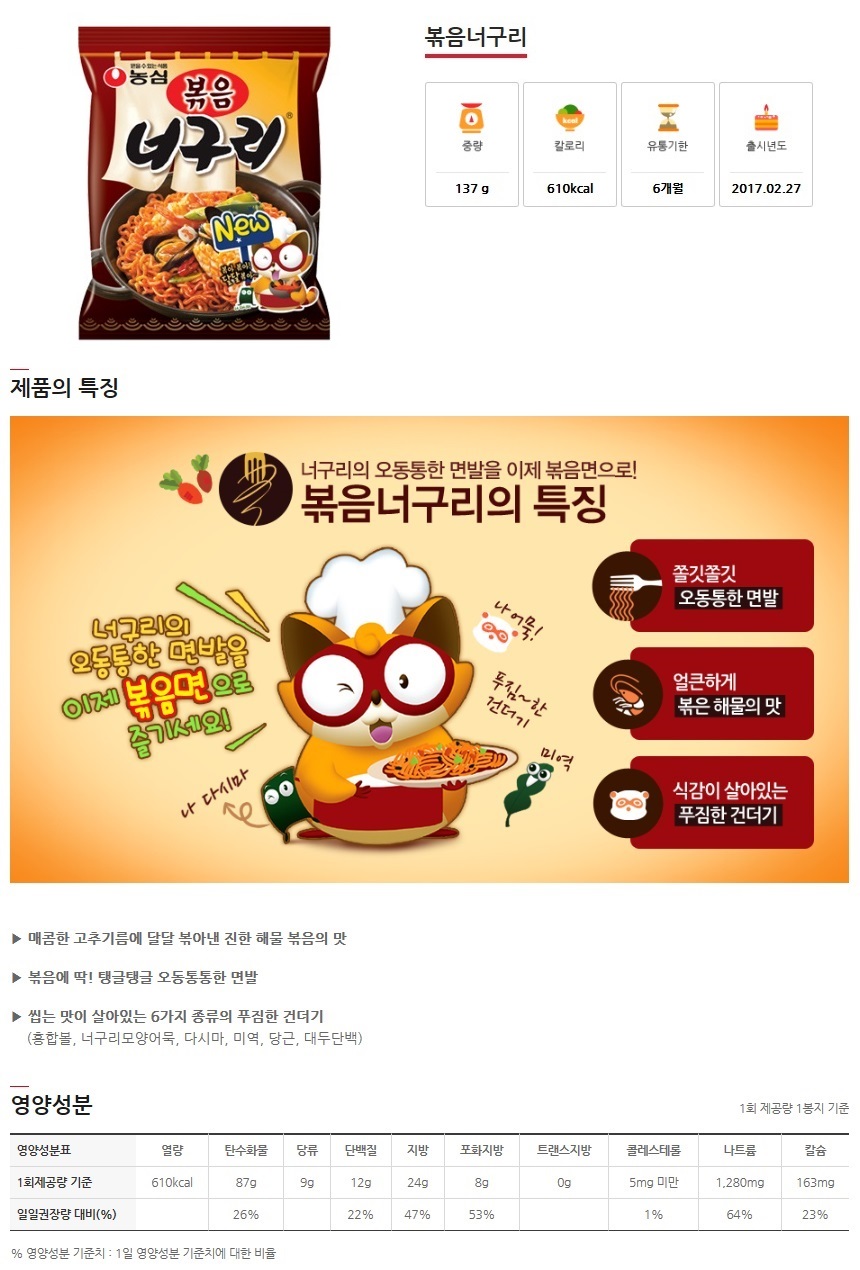 볶음너구리
믿을 수 있는 식품
농심
볶음
너구리
New
중량
칼로리
유통기한
출시년도
kcal
137 g
610kcal
6개월
2017.02.27
제품의 특징
너구리의 오동통한 면발을 이제 볶음면으로!
볶음너구리의 특징
너구리의
오동통한 면발을
이제 볶음면으로
즐기세요!
나 어묵!
푸짐~한
건더기
미역
나 다시마
쫄깃쫄깃
오동통한 면발
얼큰하게
볶은 해물의 맛
식감이 살아있는
푸짐한 건더기
▶ 매콤한 고추기름에 달달 볶아낸 진한 해물 볶음의 맛
▶ 볶음에 딱! 탱글탱글 오동통통한 면발
▶ 씹는 맛이 살아있는 6가지 종류의 푸짐한 건더기
(홍합볼, 너구리모양어묵, 다시마, 미역, 당근, 대두단백)
영양성분
1회 제공량 1봉지 기준
영양성분표 열량 탄수화물 당류 단백질 지방 포화지방 트랜스지방 콜레스테롤 나트륨 칼슘
1회제공량 기준 610kcal 87g 9g 12g 24g 8g 0g 5mg 미만 1,280mg 163mg
일일권장량 대비(%) 26% 22% 47% 53% 1% 64% 23%
% 영양성분 기준치 : 1일 영양성분 기준치에 대한 비율